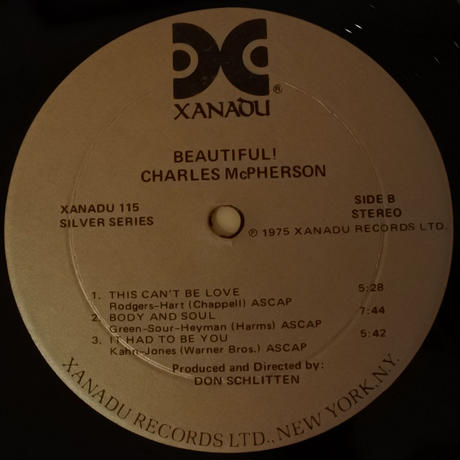 XANADU®
BEAUTIFUL!
CHARLES McPHERSON
XANADU 115
SILVER SERIES
SIDE B
STEREO
℗ 1975 XANADU RECORDS LTD.
1. THIS CAN'T BE LOVE 5:28
Rodgers-Hart (Chappell) ASCAP
2. BODY AND SOUL 7:44
Green-Sour-Heyman (Harms) ASCAP
3. IT HAD TO BE YOU 5:42
Kahn-Jones (Warner Bros.) ASCAP
Produced and Directed by:
DON SCHLITTEN
XANADU RECORDS LTD., NEW YORK, N.Y.